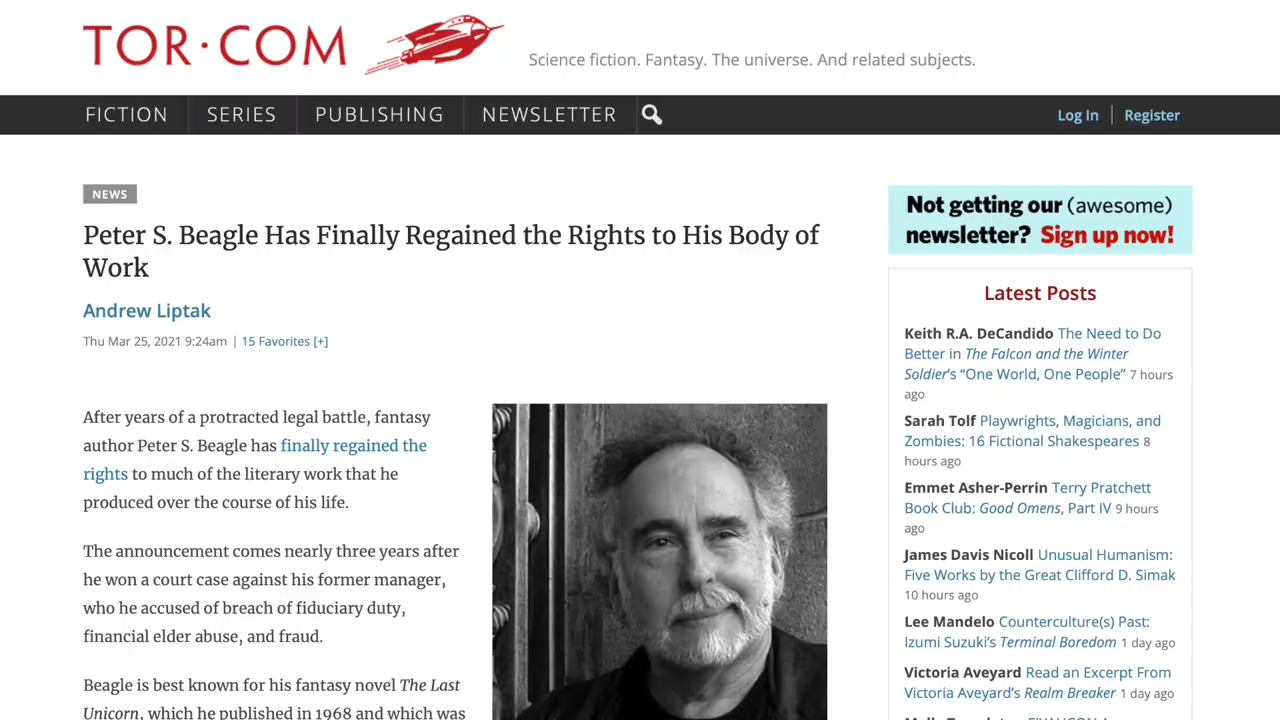 TOR·COM
Science fiction. Fantasy. The universe. And related subjects.
FICTION
SERIES
PUBLISHING
NEWSLETTER
Log In
Register
NEWS
Peter S. Beagle Has Finally Regained the Rights to His Body of
Work
Andrew Liptak
Thu Mar 25, 2021 9:24am | 15 Favorites [+]
After years of a protracted legal battle, fantasy
author Peter S. Beagle has finally regained the
rights to much of the literary work that he
produced over the course of his life.
The announcement comes nearly three years after
he won a court case against his former manager,
who he accused of breach of fiduciary duty,
financial elder abuse, and fraud.
Beagle is best known for his fantasy novel The Last
Unicorn, which he published in 1968 and which was
Not getting our (awesome)
newsletter? Sign up now!
Latest Posts
Keith R.A. DeCandido The Need to Do
Better in The Falcon and the Winter
Soldier's “One World, One People” 7 hours
ago
Sarah Tolf Playwrights, Magicians, and
Zombies: 16 Fictional Shakespeares 8
hours ago
Emmet Asher-Perrin Terry Pratchett
Book Club: Good Omens, Part IV 9 hours
ago
James Davis Nicoll Unusual Humanism:
Five Works by the Great Clifford D. Simak
10 hours ago
Lee Mandelo Counterculture(s) Past:
Izumi Suzuki’s Terminal Boredom 1 day ago
Victoria Aveyard Read an Excerpt From
Victoria Aveyard’s Realm Breaker 1 day ago